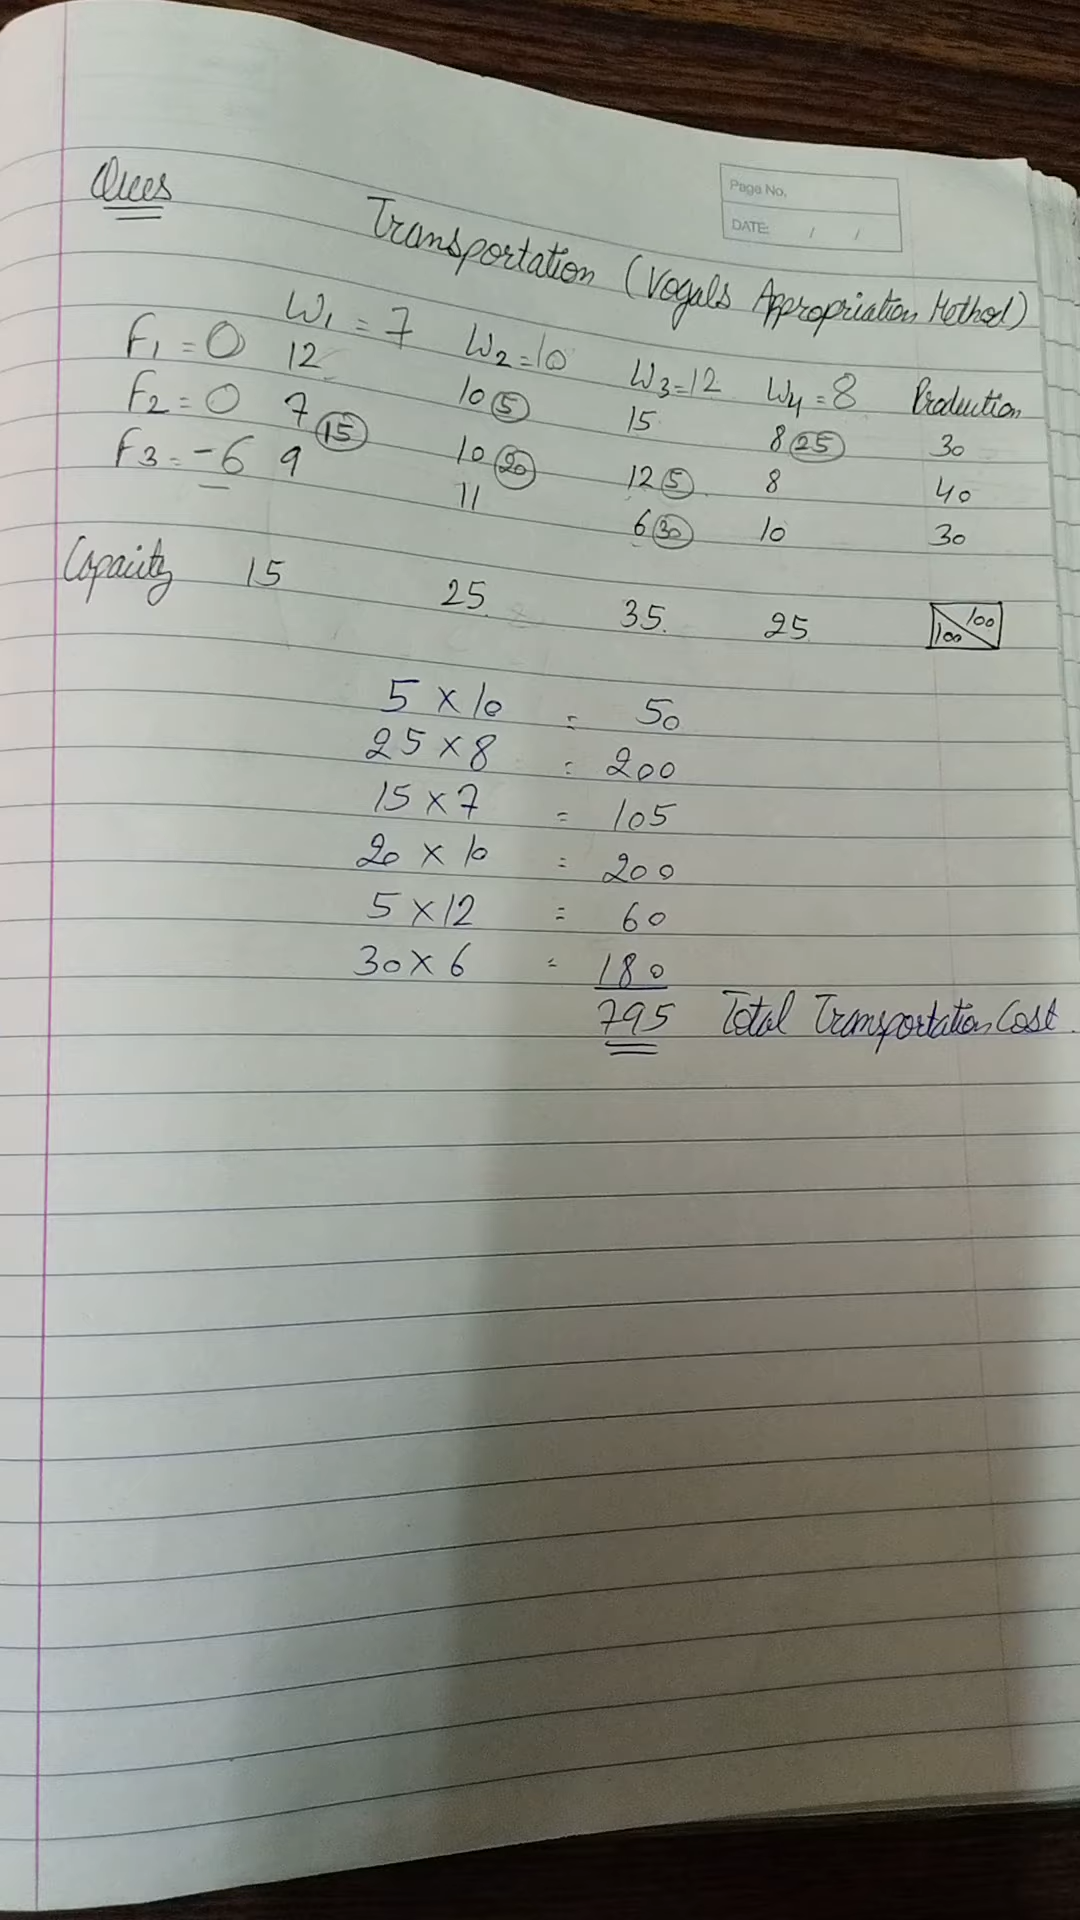 Ques
Page No.
DATE: / /
Transportation (Vogals Appropriation Method)
W1 = 7 W2 = 10 W3 = 12 W4 = 8 Production
F1 = 0 12 10 (5) 15 8 (25) 30
F2 = 0 7 (15) 10 (20) 12 (5) 8 40
F3 = -6 9 11 6 (30) 10 30
Capacity 15 25 35. 25 100 100
5 × 10 = 50
25 × 8 = 200
15 × 7 = 105
20 × 10 = 200
5 × 12 = 60
30 × 6 = 180
795 Total Transportation Cost.